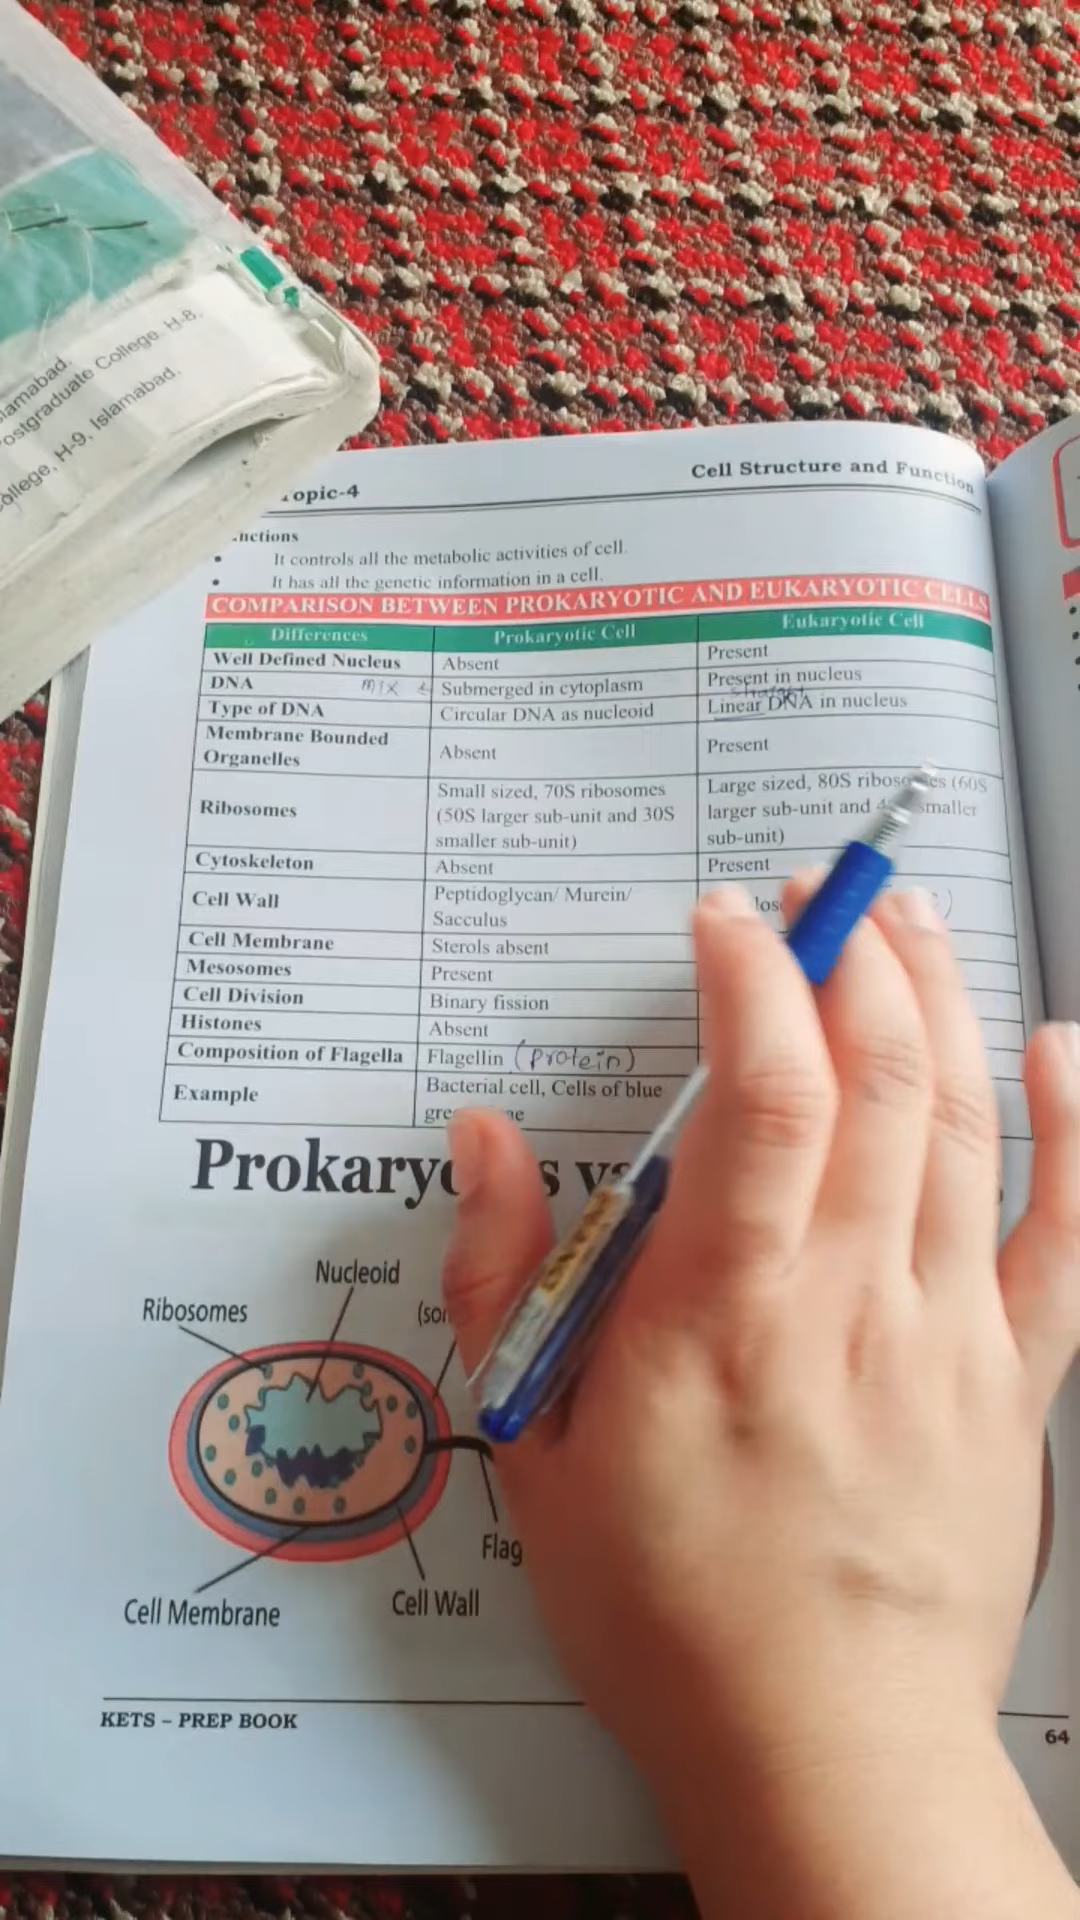 lamabad.
ostgraduate College. H-8,
ollege, H-9, Islamabad.
opic-4
Cell Structure and Function
nctions
• It controls all the metabolic activities of cell.
• It has all the genetic information in a cell.
COMPARISON BETWEEN PROKARYOTIC AND EUKARYOTIC CELLS
Differences Prokaryotic Cell Eukaryotic Cell
Well Defined Nucleus Absent Present
DNA mix Submerged in cytoplasm Present in nucleus
Type of DNA Circular DNA as nucleoid Linear DNA in nucleus
Membrane Bounded
Organelles Absent Present
Ribosomes
Small sized, 70S ribosomes
(50S larger sub-unit and 30S
smaller sub-unit)
Large sized, 80S ribosomes (60S
larger sub-unit and smaller
sub-unit)
Cytoskeleton Absent Present
Cell Wall
Peptidoglycan/ Murein/
Sacculus
Cell Membrane Sterols absent
Mesosomes Present
Cell Division Binary fission
Histones Absent
Composition of Flagella Flagellin (protein)
Example
Bacterial cell, Cells of blue
Nucleoid
Ribosomes
Flag
Cell Membrane
Cell Wall
KETS – PREP BOOK
64